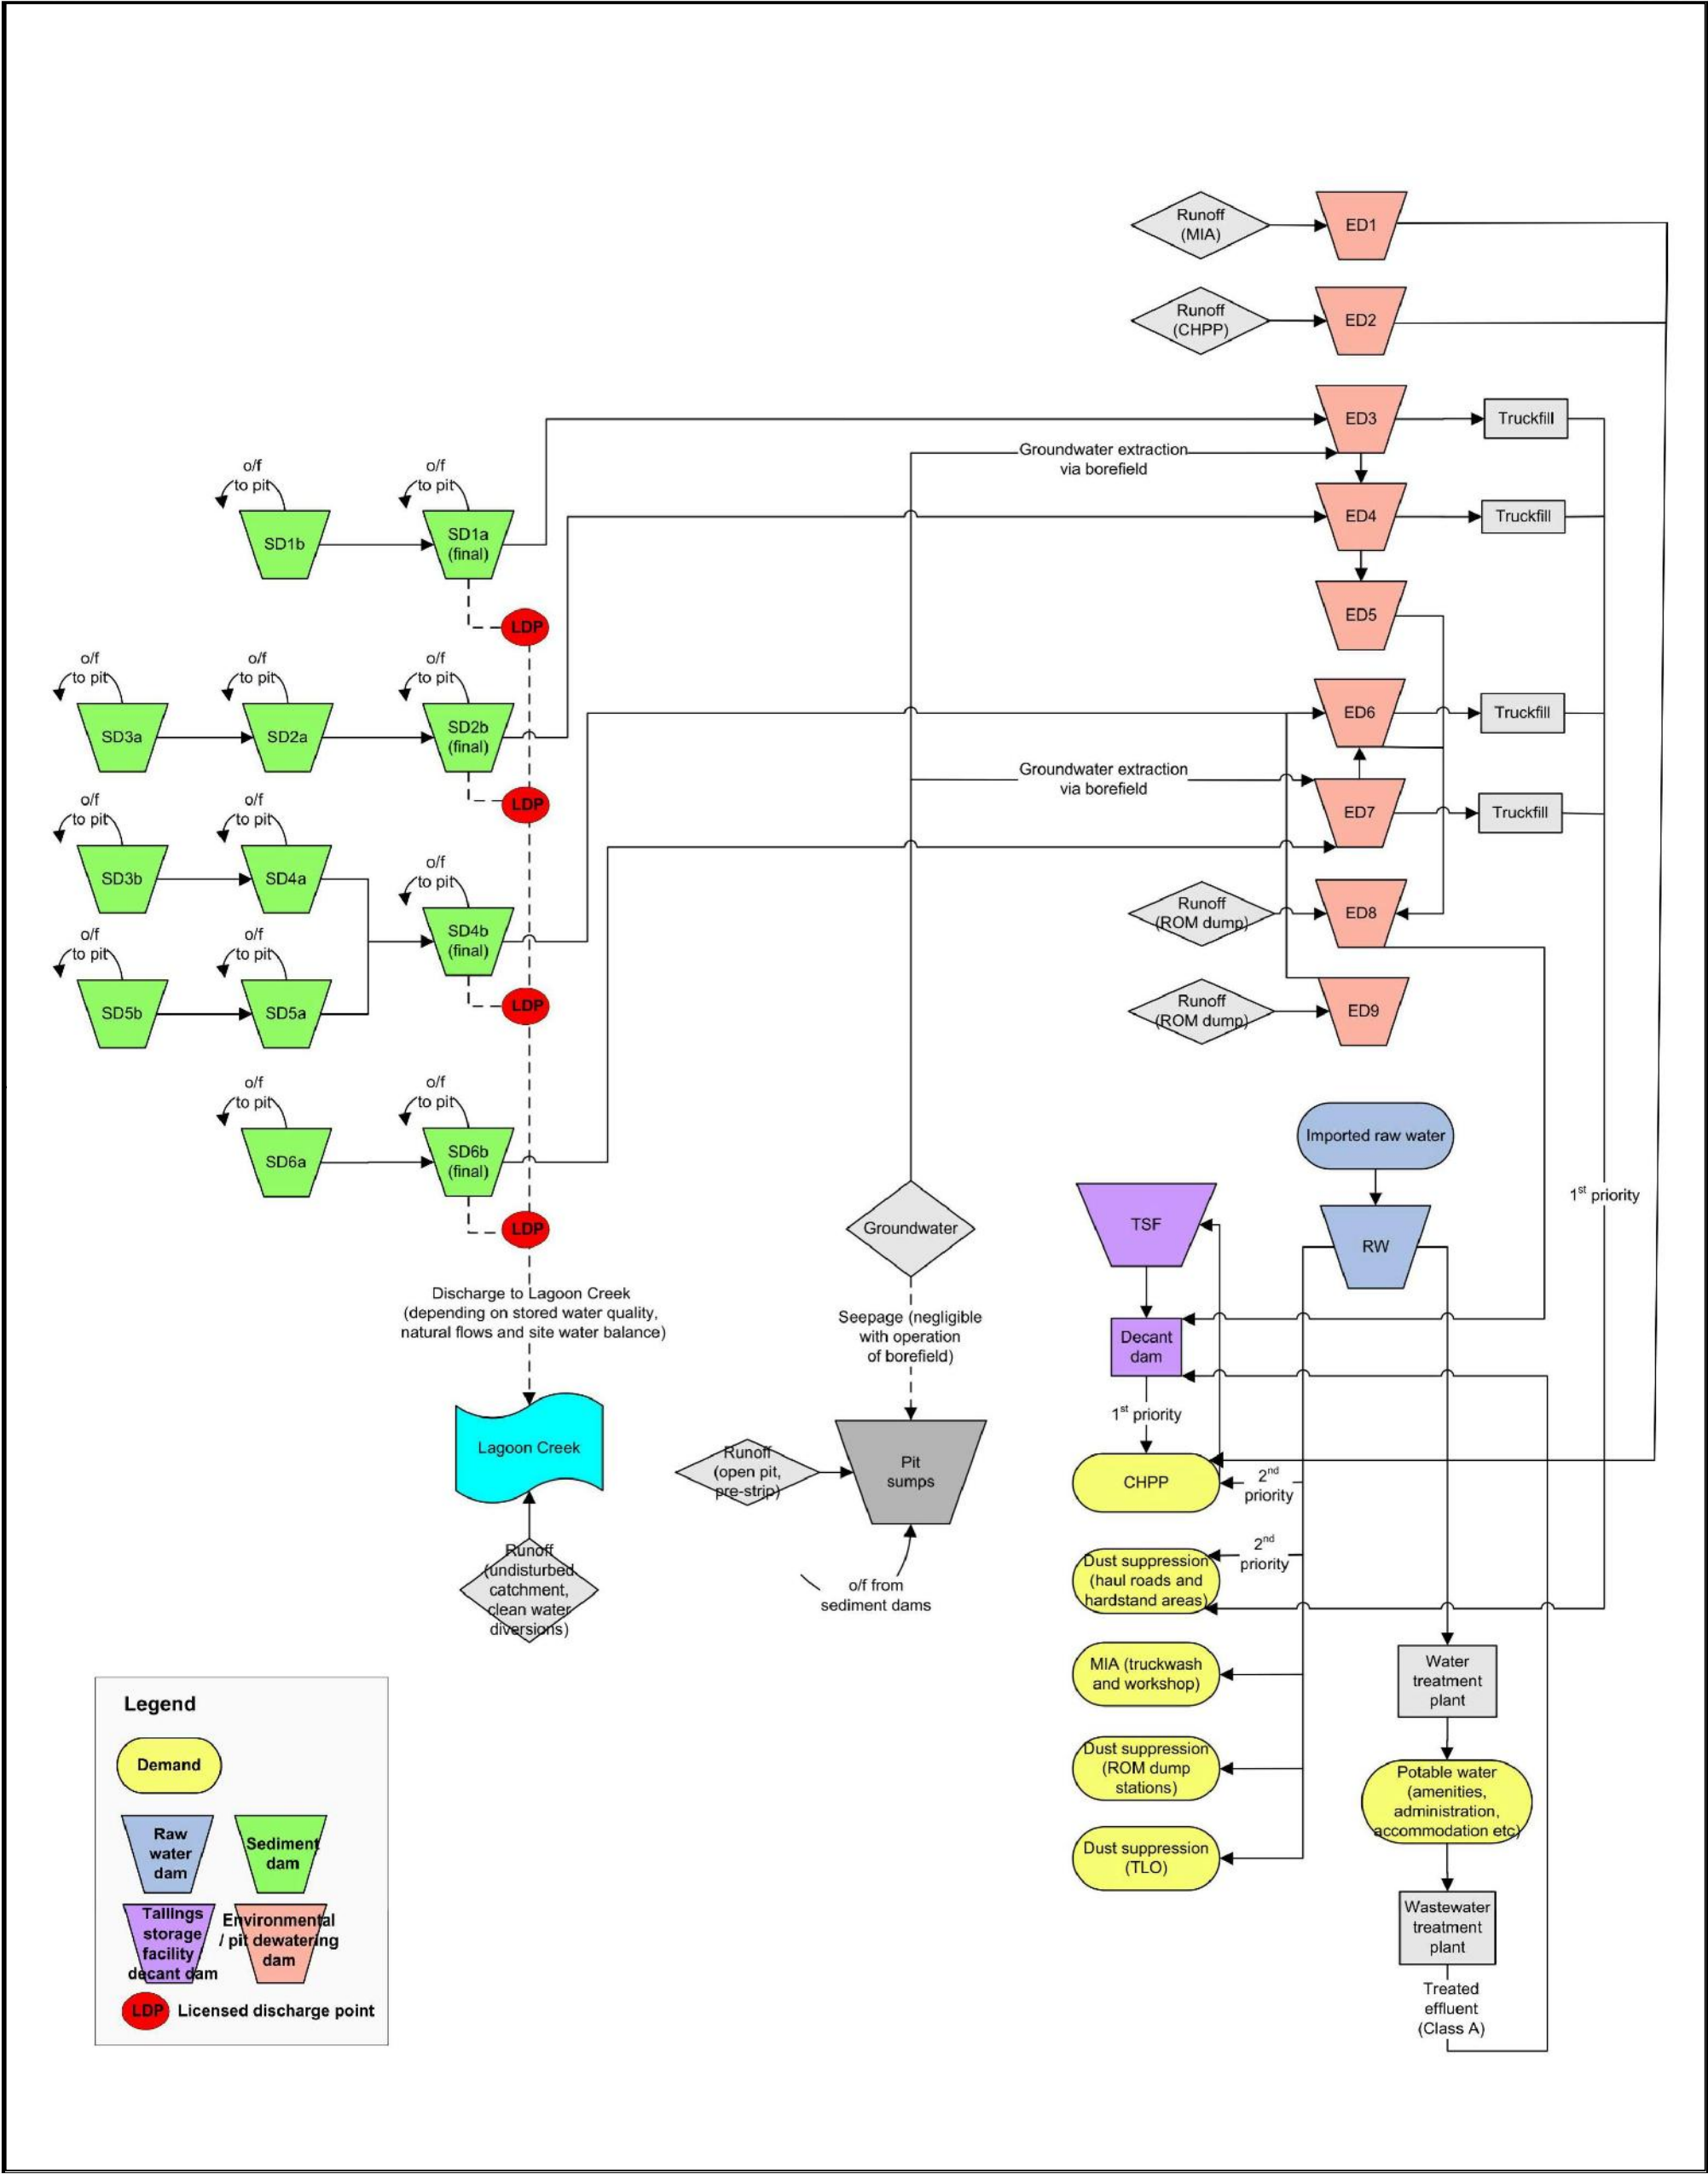 Runoff
(MIA)
ED1
Runoff
(CHPP)
ED2
ED3
Truckfill
Groundwater extraction
via borefield
o/f
to pit
o/f
to pit
SD1b
SD1a
(final)
ED4
Truckfill
ED5
LDP
o/f
to pit
o/f
to pit
o/f
to pit
SD3a
SD2a
SD2b
(final)
ED6
Truckfill
Groundwater extraction
via borefield
LDP
ED7
Truckfill
o/f
to pit
o/f
to pit
SD3b
SD4a
o/f
to pit
SD4b
(final)
Runoff
(ROM dump)
ED8
o/f
to pit
o/f
to pit
SD5b
SD5a
LDP
Runoff
(ROM dump)
ED9
o/f
to pit
o/f
to pit
SD6a
SD6b
(final)
Imported raw water
1st priority
LDP
Groundwater
TSF
RW
Discharge to Lagoon Creek
(depending on stored water quality,
natural flows and site water balance)
Seepage (negligible
with operation
of borefield)
Decant
dam
1st priority
Lagoon Creek
Runoff
(open pit,
pre-strip)
Pit
sumps
CHPP
2nd
priority
Runoff
(undisturbed
catchment,
clean water
diversions)
o/f from
sediment dams
Dust suppression
(haul roads and
hardstand areas)
2nd
priority
MIA (truckwash
and workshop)
Water
treatment
plant
Dust suppression
(ROM dump
stations)
Potable water
(amenities,
administration,
accommodation etc)
Dust suppression
(TLO)
Wastewater
treatment
plant
Treated
effluent
(Class A)
Legend
Demand
Raw
water
dam
Sediment
dam
Tailings
storage
facility /
decant dam
Environmental
/ pit dewatering
dam
LDP
Licensed discharge point